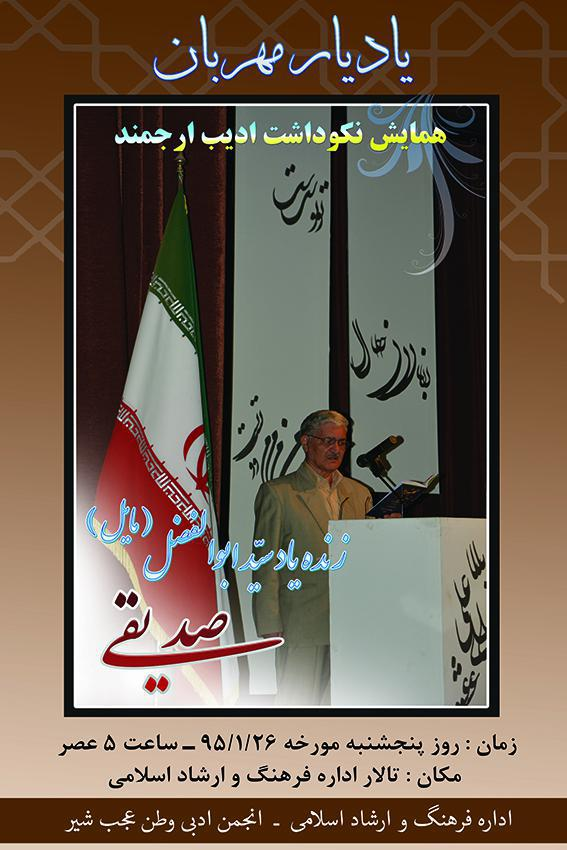 یاد یار مهربان
همایش نکوداشت ادیب ارجمند
زنده یاد سیّد ابوالفضل (مایل)
صدیقی
زمان : روز پنجشنبه مورخه ۹۵/۱/۲۶ ـ ساعت ۵ عصر
مکان : تالار اداره فرهنگ و ارشاد اسلامی
اداره فرهنگ و ارشاد اسلامی - انجمن ادبی وطن عجب شیر